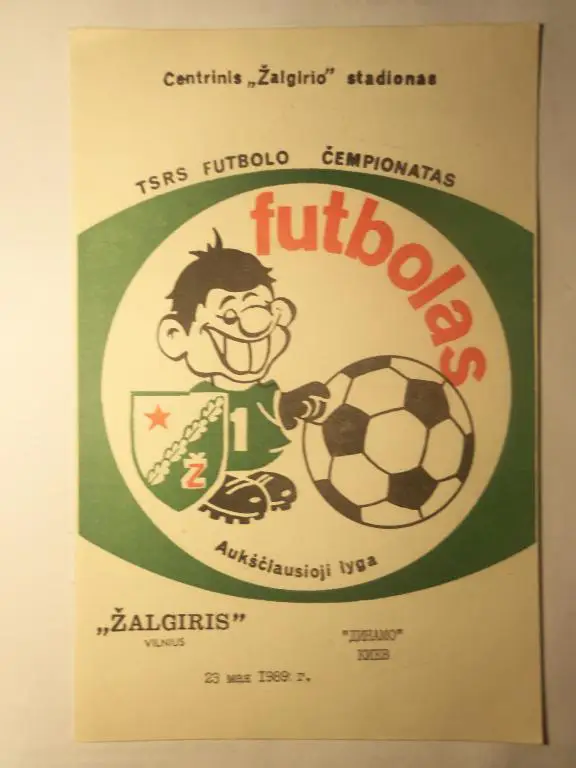 Centrinis „Žalgirio” stadionas
TSRS FUTBOLO ČEMPIONATAS
futbolas
1
Ž
Aukščiausioji lyga
„ŽALGIRIS”
VILNIUS
"ДИНАМО"
КИЕВ
23 мая 1989 г.